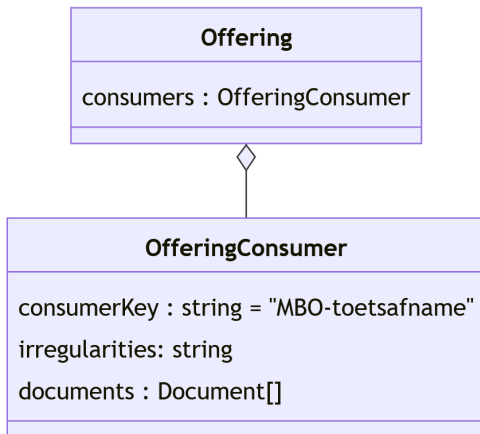 Offering
consumers : OfferingConsumer
OfferingConsumer
consumerKey : string = "MBO-toetsafname"
irregularities: string
documents : Document[]